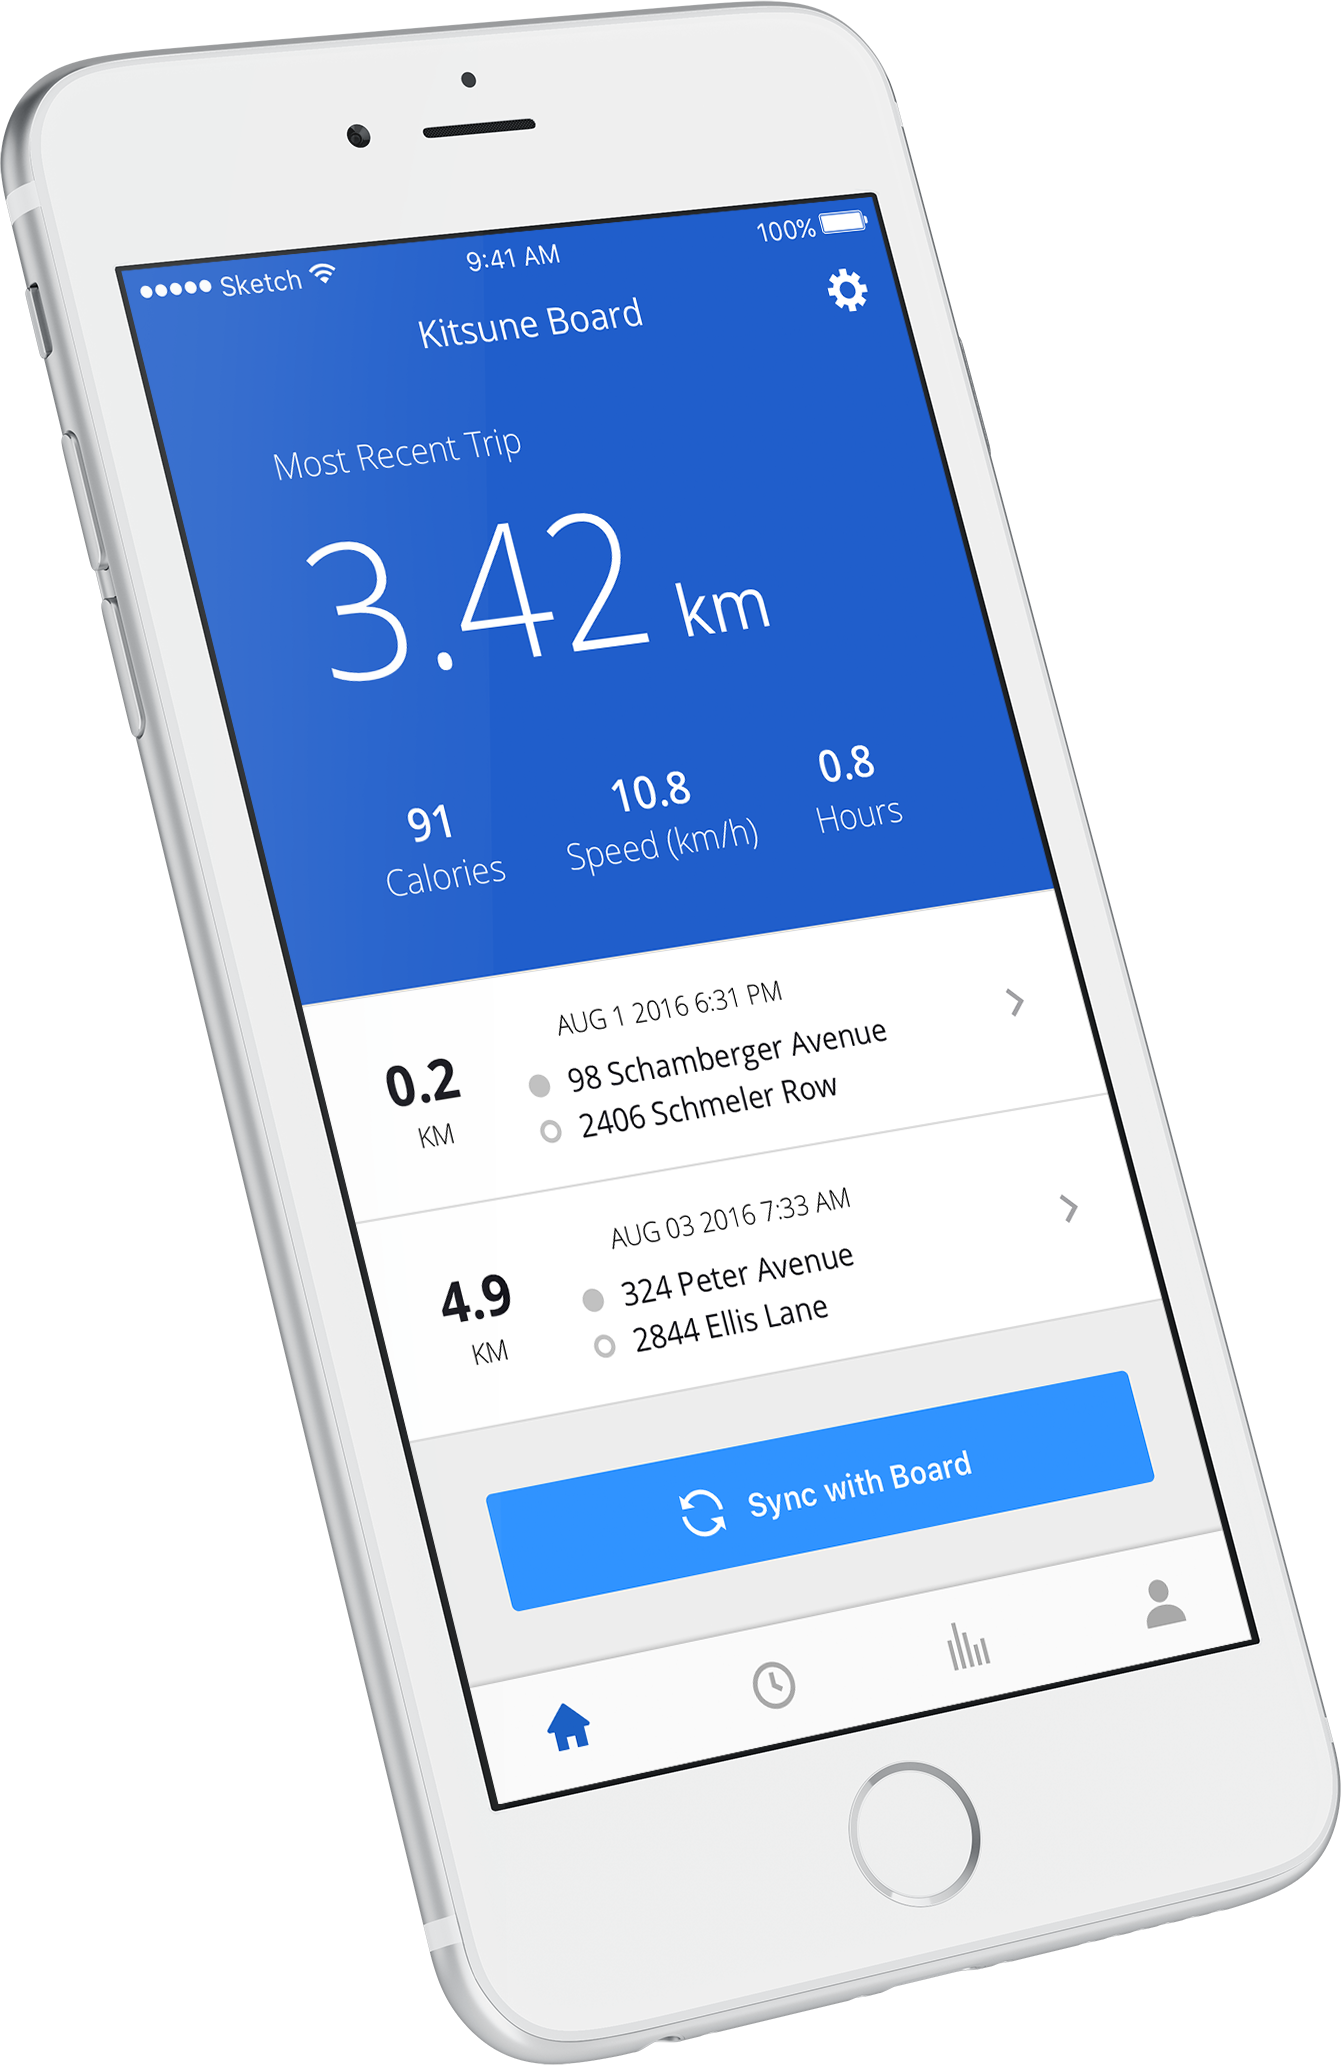 Sketch 9:41 AM 100%
Kitsune Board
Most Recent Trip
3.42 km
91 10.8 0.8
Calories Speed (km/h) Hours
AUG 1 2016 6:31 PM
0.2 98 Schamberger Avenue
KM 2406 Schmeler Row
AUG 03 2016 7:33 AM
4.9 324 Peter Avenue
KM 2844 Ellis Lane
Sync with Board